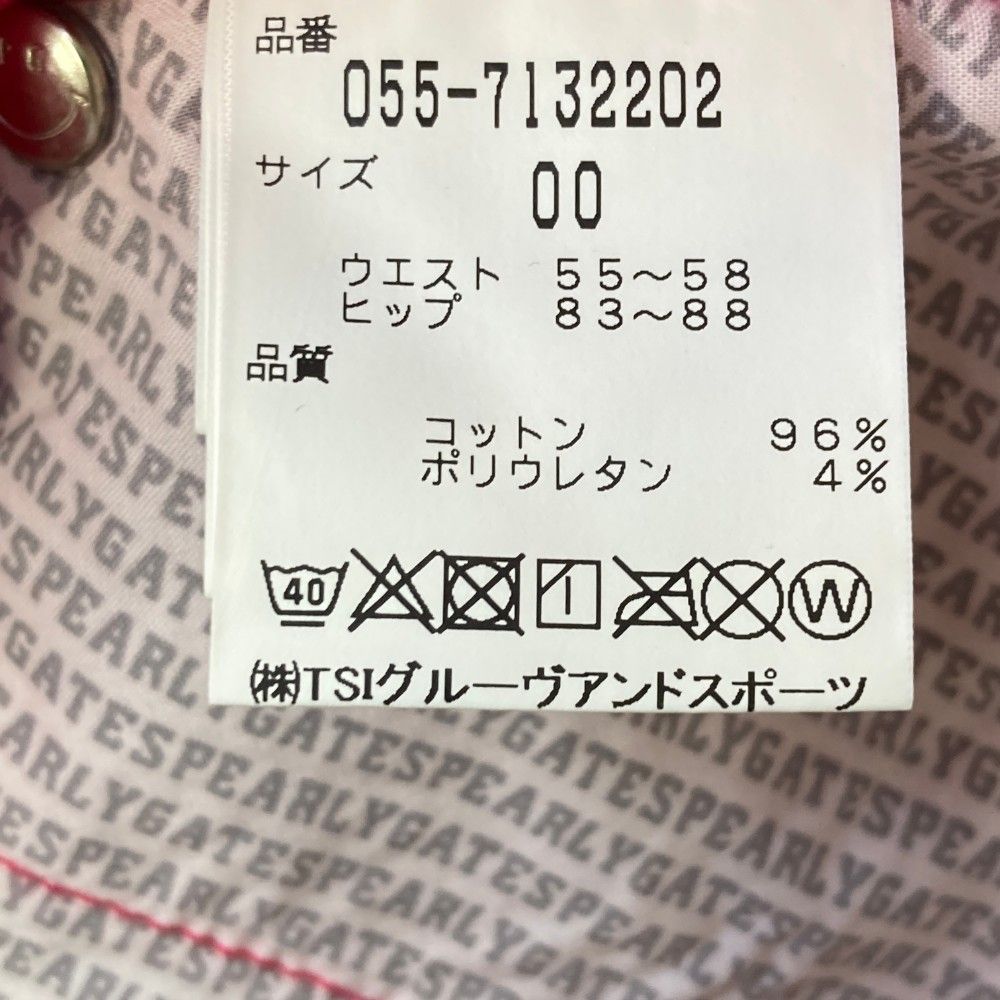 品番
055-7132202
サイズ
00
ウエスト 55〜58
ヒップ 83〜88
品質
コットン 96%
ポリウレタン 4%
40
W
㈱TSIグルーヴアンドスポーツ
PEARLYGATESPEARLYGATESPEARLYGATES